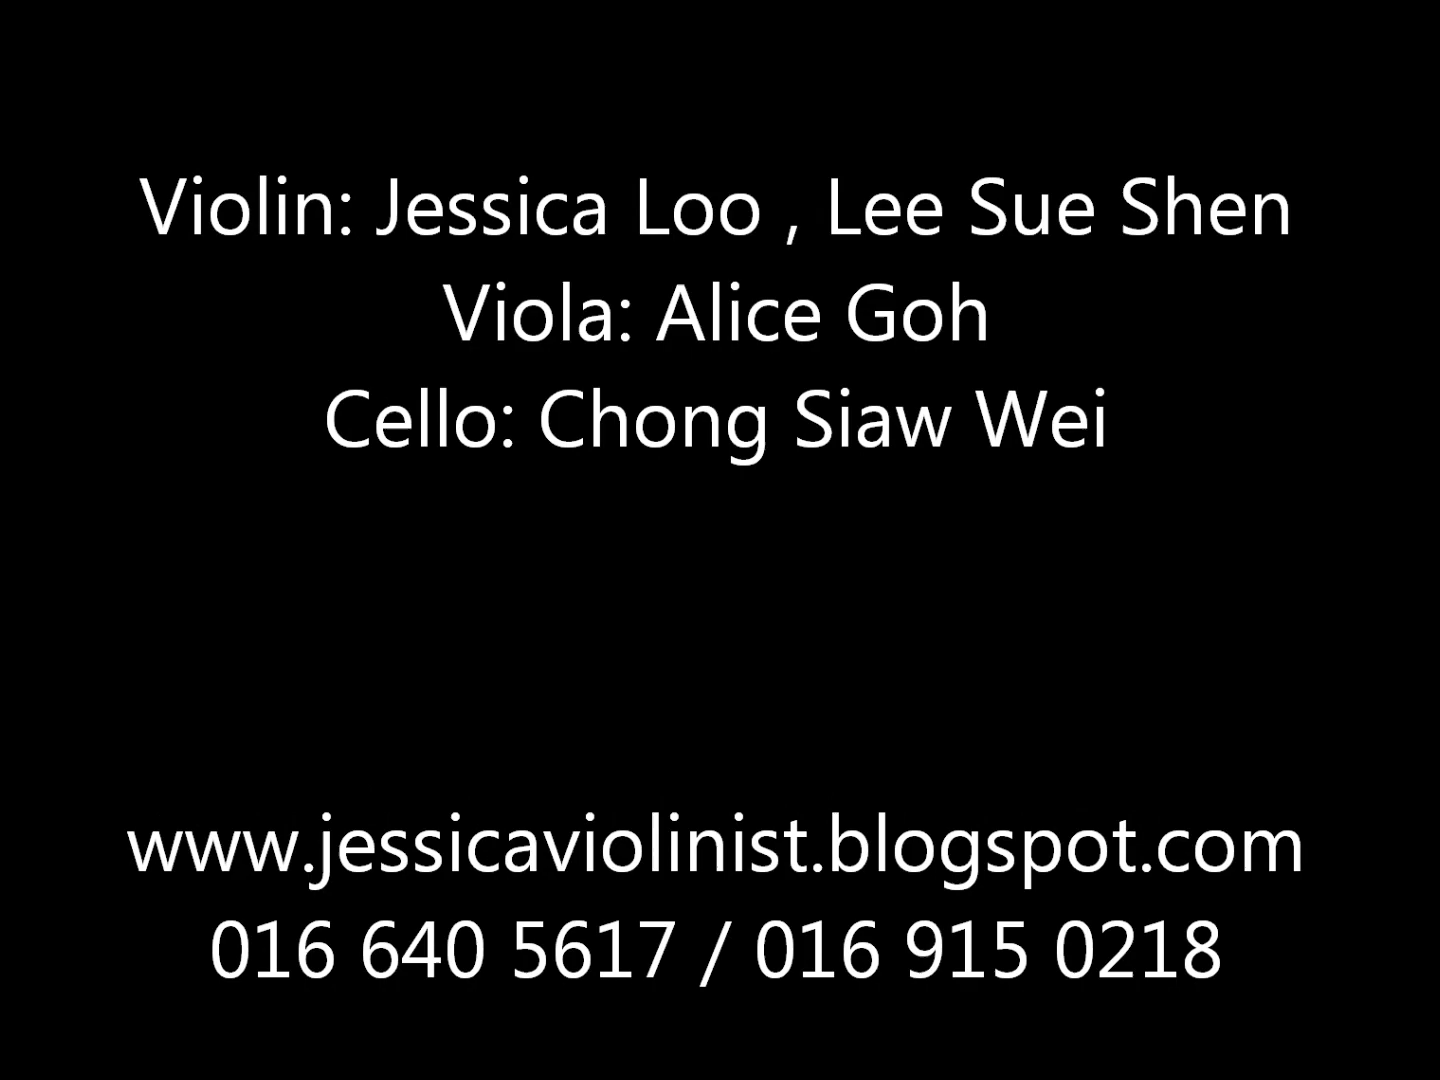 Violin: Jessica Loo , Lee Sue Shen
Viola: Alice Goh
Cello: Chong Siaw Wei
www.jessicaviolinist.blogspot.com
016 640 5617 / 016 915 0218